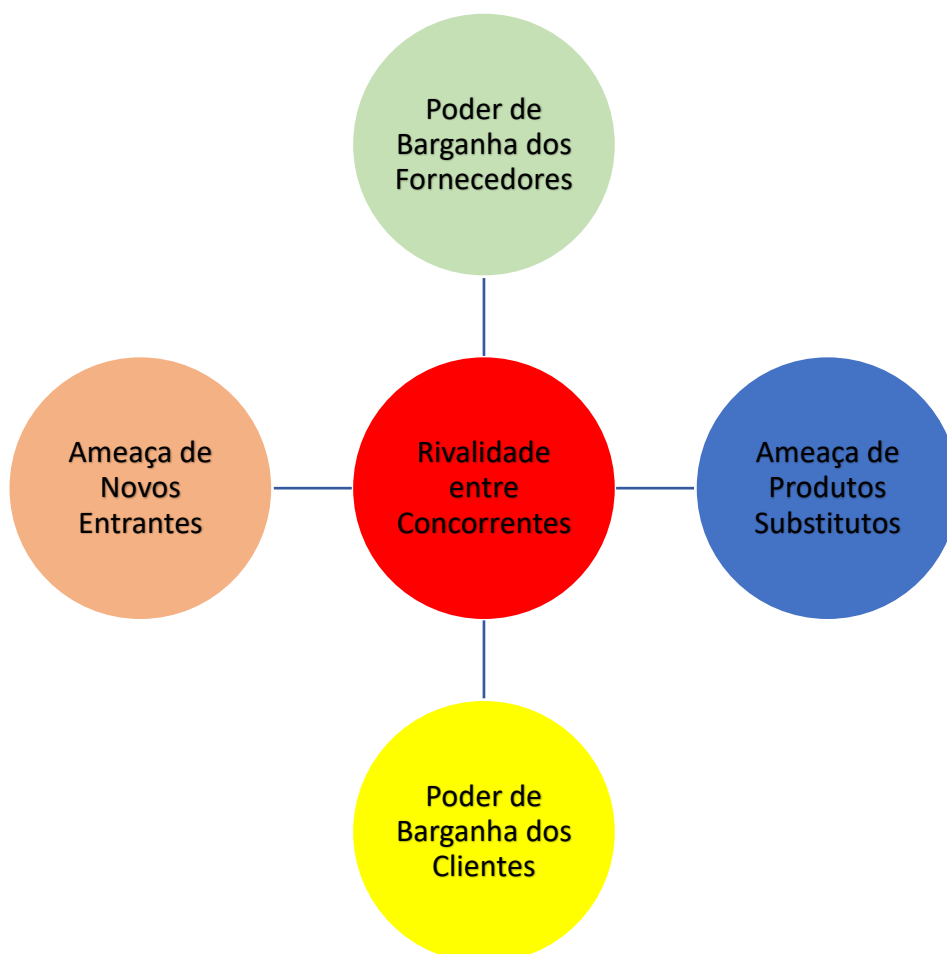 Poder de
Barganha dos
Fornecedores
Ameaça de
Novos
Entrantes
Rivalidade
entre
Concorrentes
Ameaça de
Produtos
Substitutos
Poder de
Barganha dos
Clientes